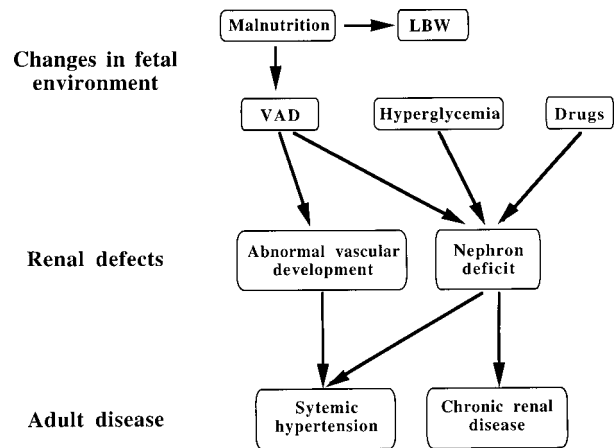 Malnutrition
LBW
Changes in fetal
environment
VAD
Hyperglycemia
Drugs
Renal defects
Abnormal vascular
development
Nephron
deficit
Adult disease
Sytemic
hypertension
Chronic renal
disease